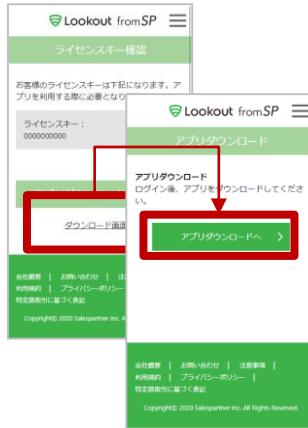 Lookout from SP
ライセンスキー確認
お客様のライセンスキーは下記になります。ア
プリを利用する際に必要となり
ライセンスキー：
0000000000
ダウンロード画面
会社概要 | お問い合わせ | 注
利用規約 | プライバシーポリシー
特定商取引に基づく表記
Copyright© 2020 Salespartner Inc. A
Lookout from SP
アプリダウンロード
アプリダウンロード
ログイン後、アプリをダウンロードしてくださ
い。
アプリダウンロードへ
会社概要 | お問い合わせ | 注意事項 |
利用規約 | プライバシーポリシー |
特定商取引に基づく表記
Copyright© 2020 Salespartner Inc. All Rights Reserved.